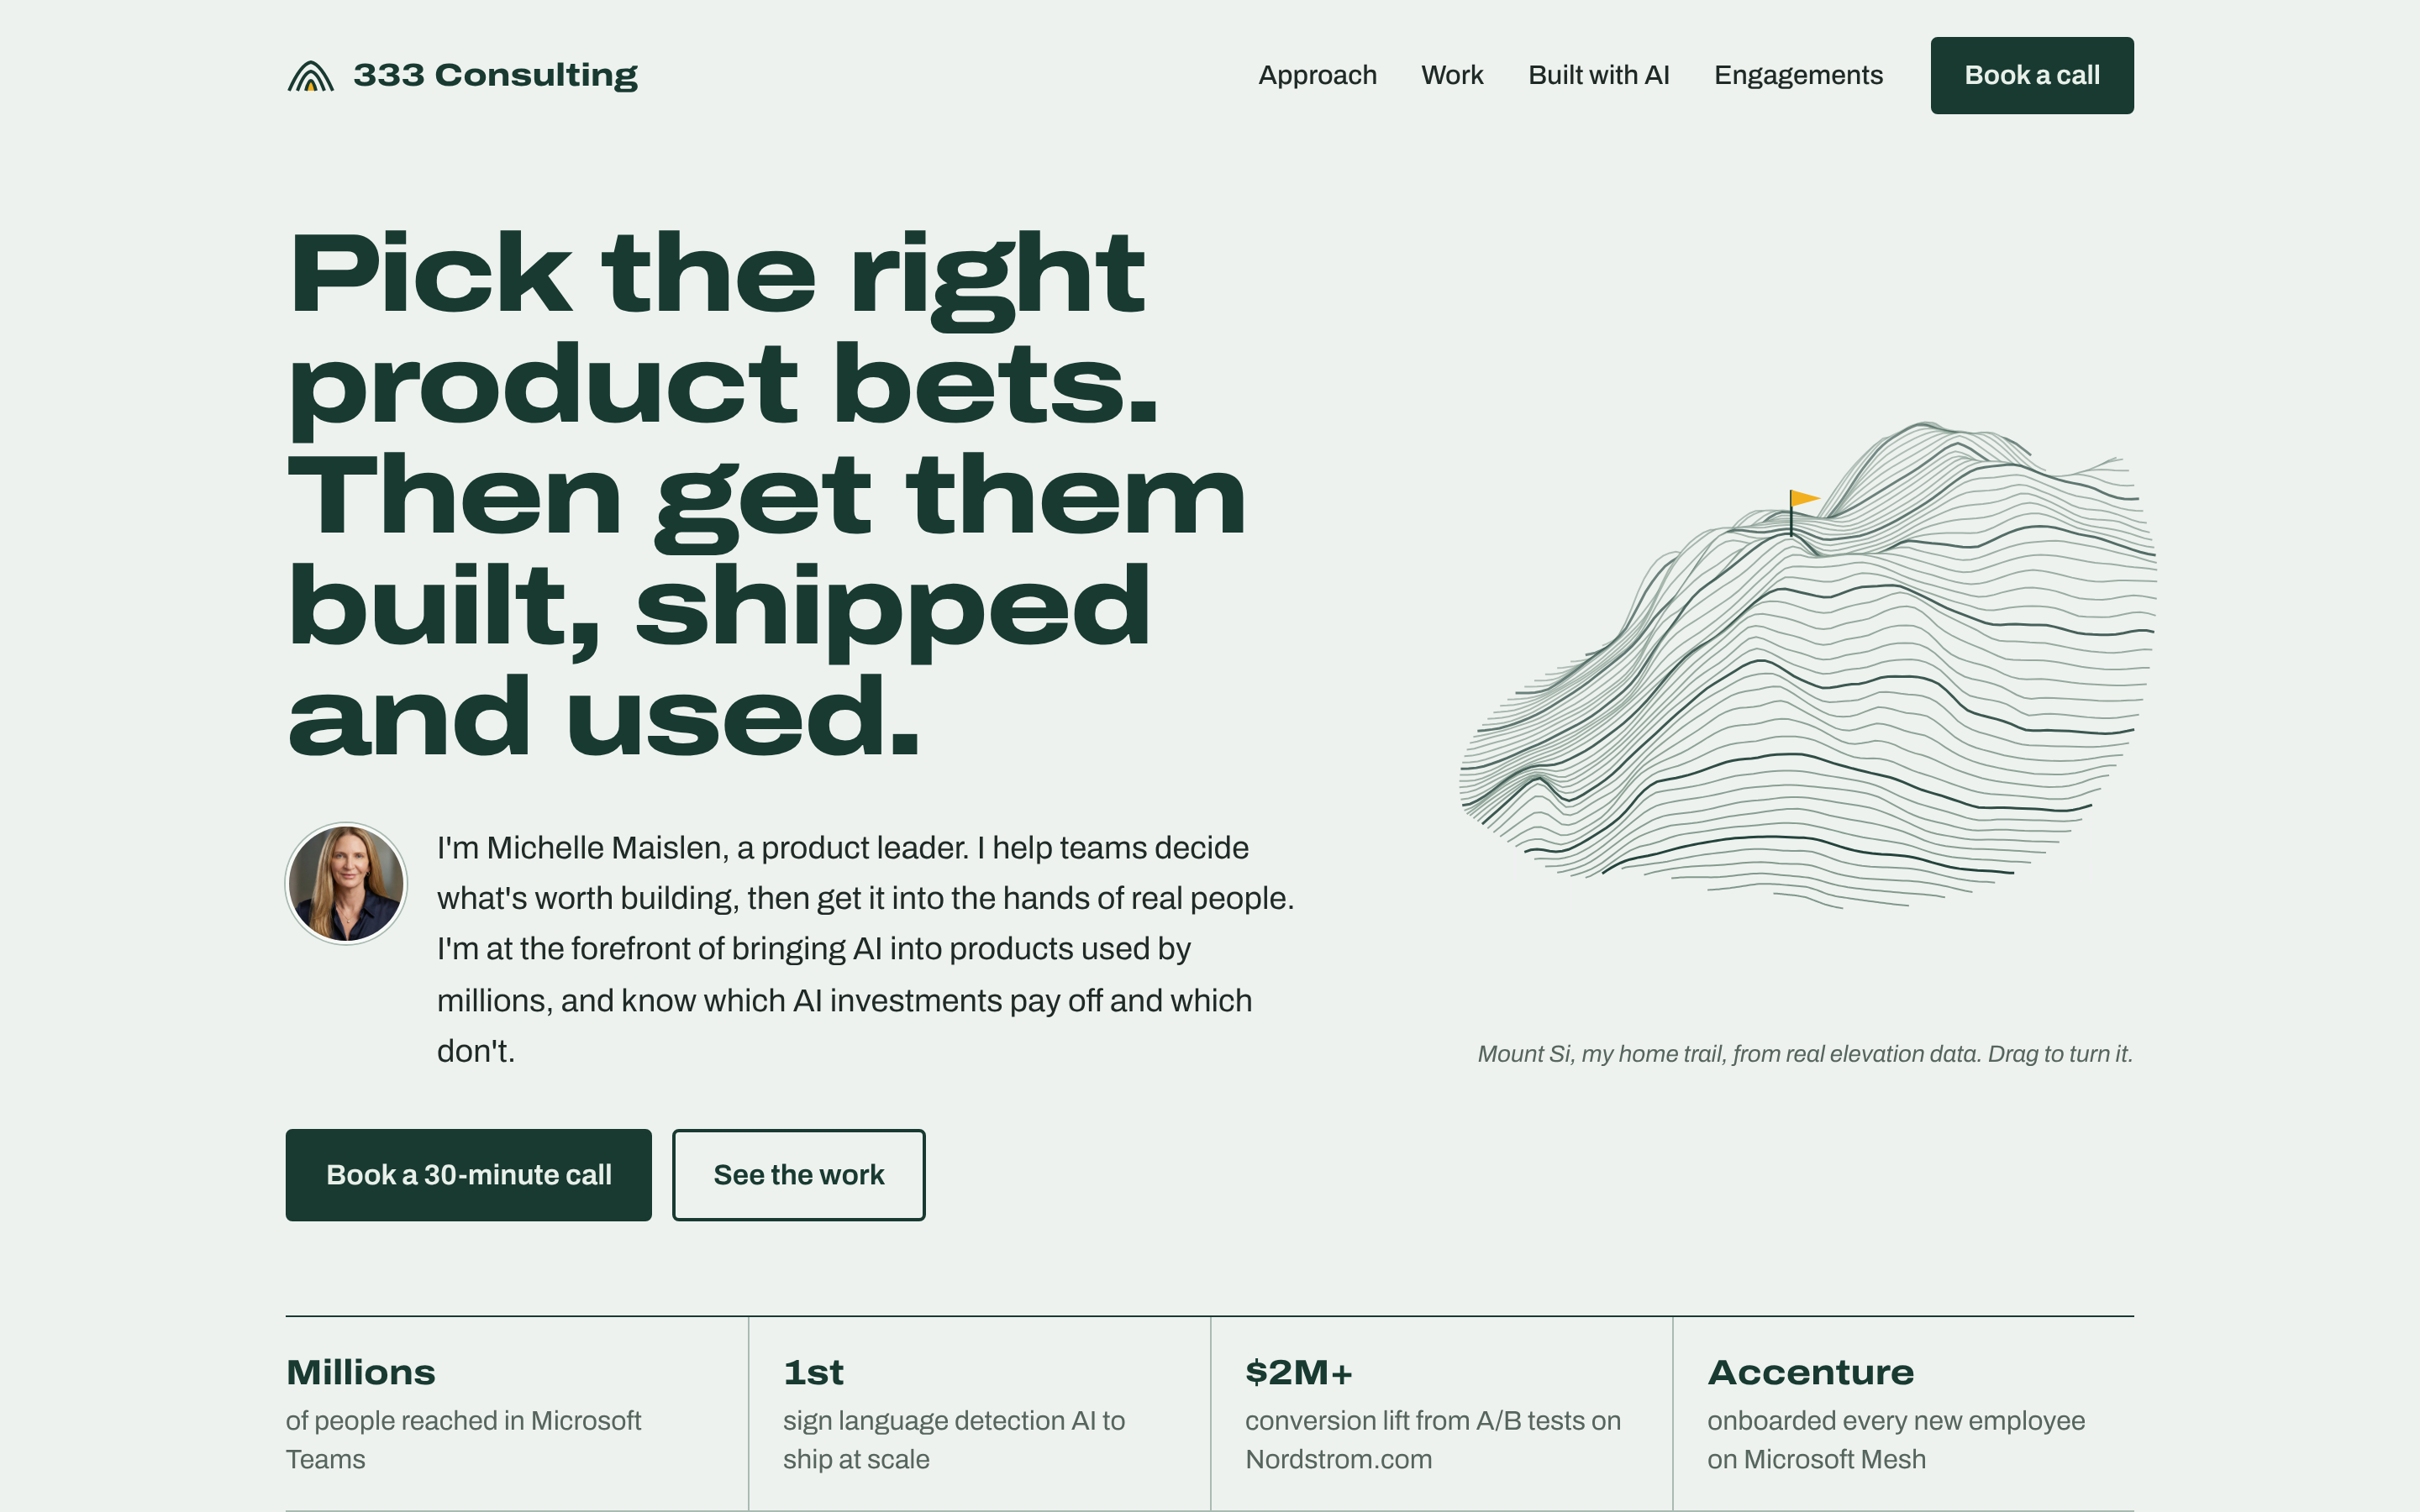 333 Consulting
Approach
Work
Built with AI
Engagements
Book a call
Pick the right
product bets.
Then get them
built, shipped
and used.
I'm Michelle Maislen, a product leader. I help teams decide
what's worth building, then get it into the hands of real people.
I'm at the forefront of bringing AI into products used by
millions, and know which AI investments pay off and which
don't.
Mount Si, my home trail, from real elevation data. Drag to turn it.
Book a 30-minute call
See the work
Millions
of people reached in Microsoft
Teams
1st
sign language detection AI to
ship at scale
$2M+
conversion lift from A/B tests on
Nordstrom.com
Accenture
onboarded every new employee
on Microsoft Mesh